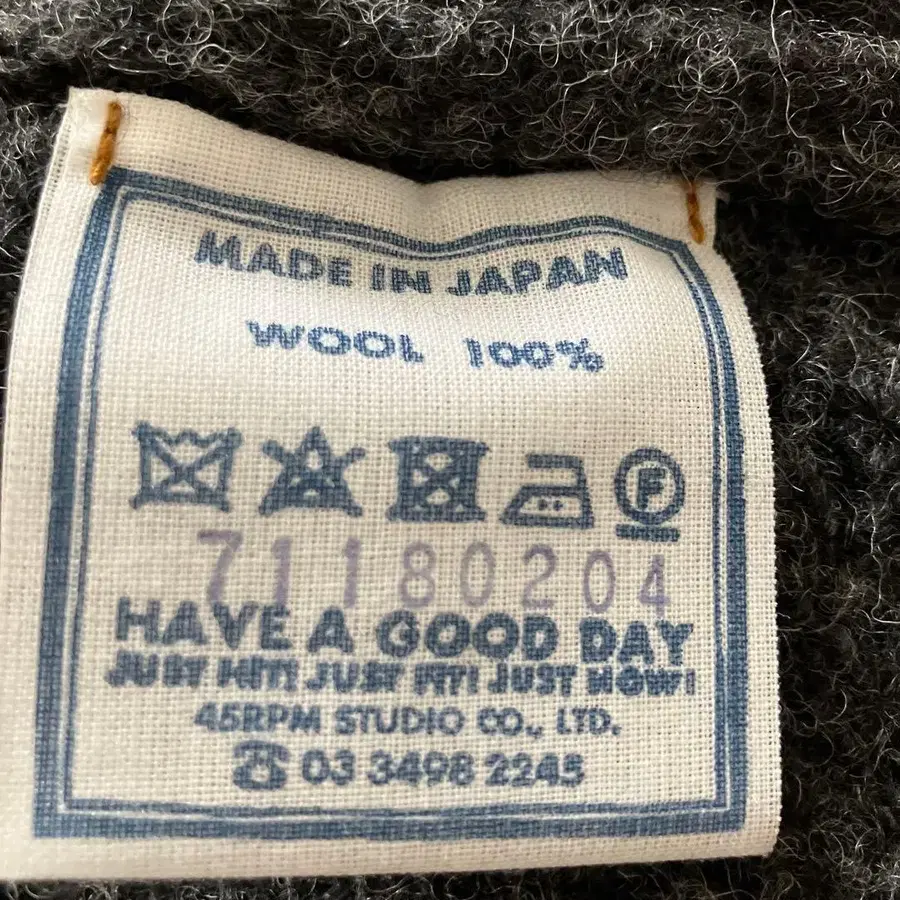 MADE IN JAPAN
WOOL 100%
F
71180204
HAVE A GOOD DAY
JUST HIT! JUST FIT! JUST NOW!
45RPM STUDIO CO., LTD.
☎ 03 3498 2245